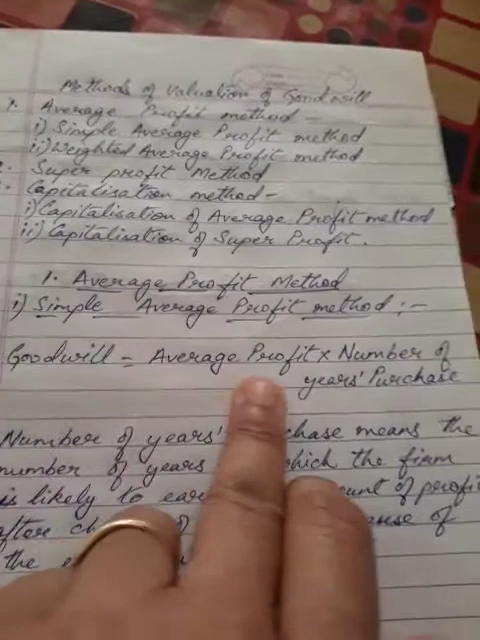 Methods of Valuation of Goodwill
1. Average Profit method -
i) Simple Average Profit method
ii) Weighted Average Profit method
Super profit Method
Capitalisation method -
i) Capitalisation of Average Profit method
ii) Capitalisation of Super Profit.
1. Average Profit Method
i) Simple Average Profit method :-
Goodwill = Average Profit x Number of
years' Purchase
Number of years' chase means the
number of years which the firm
is likely to of profit
after of
the